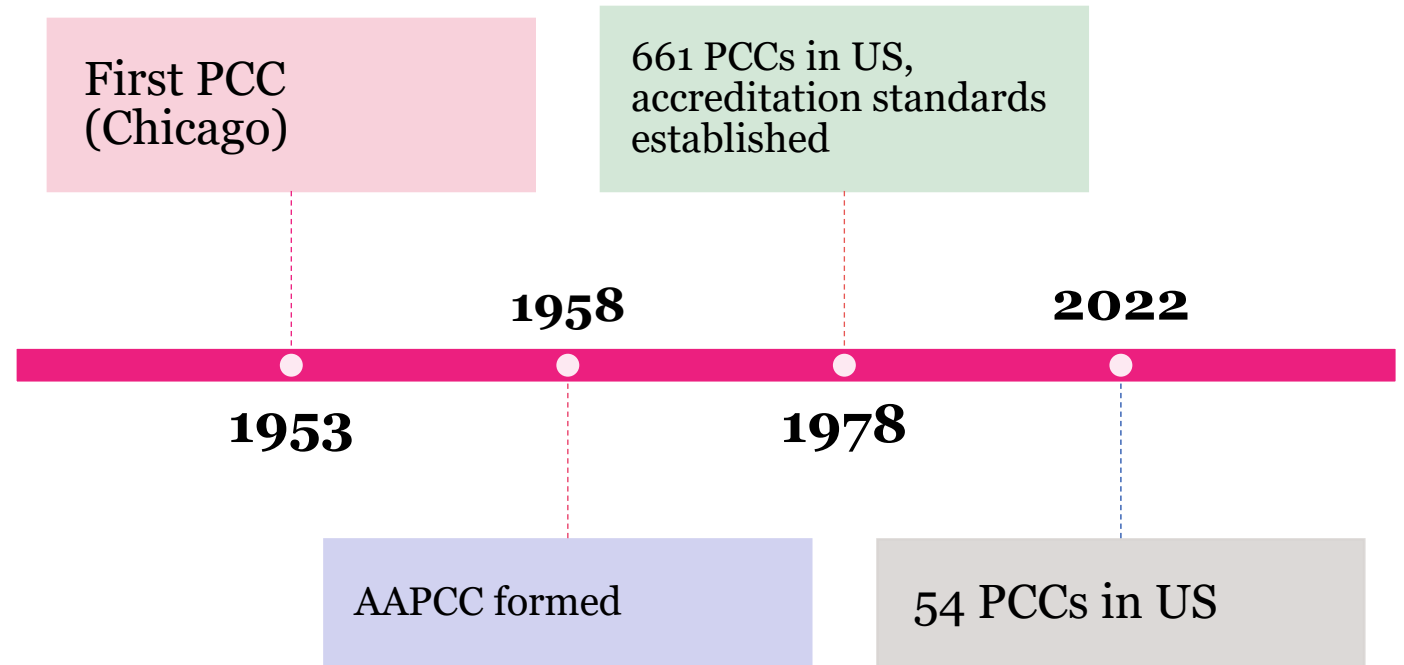 First PCC
(Chicago)
661 PCCs in US,
accreditation standards
established
1958
2022
1953
1978
AAPCC formed
54 PCCs in US